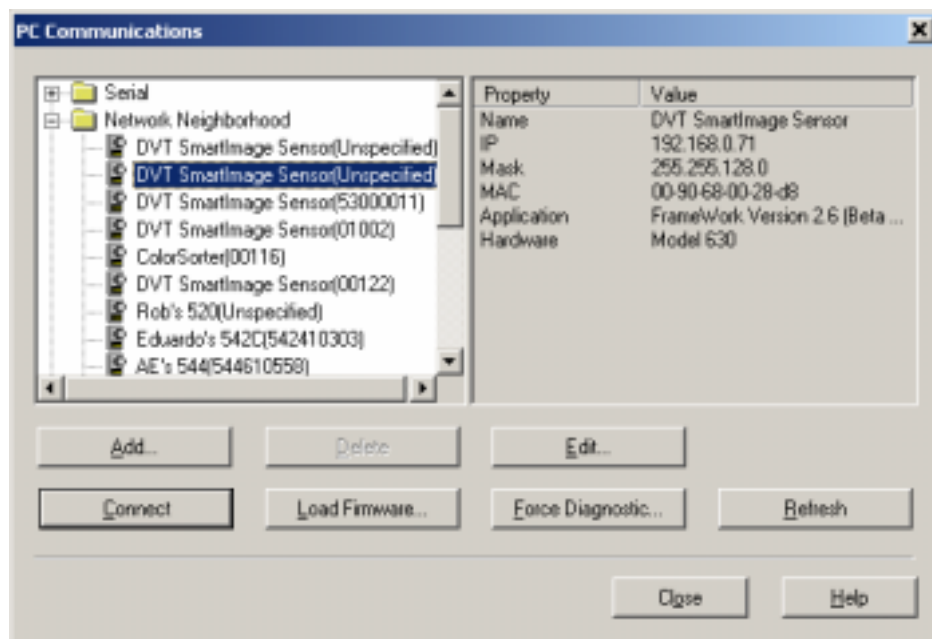 PC Communications
Serial
Network Neighborhood
DVT SmartImage Sensor(Unspecified)
DVT SmartImage Sensor(Unspecified)
DVT SmartImage Sensor(53000011)
DVT SmartImage Sensor(01002)
ColorSorter(00116)
DVT SmartImage Sensor(00122)
Rob's 520(Unspecified)
Eduardo's 542C(542410303)
AE's 544(544610558)
Property Value
Name DVT SmartImage Sensor
IP 192.168.0.71
Mask 255.255.128.0
MAC 00-90-68-00-28-d8
Application FrameWork Version 2.6 (Beta ...
Hardware Model 630
Add... Delete Edit...
Connect Load Firmware... Force Diagnostic... Refresh
Close Help